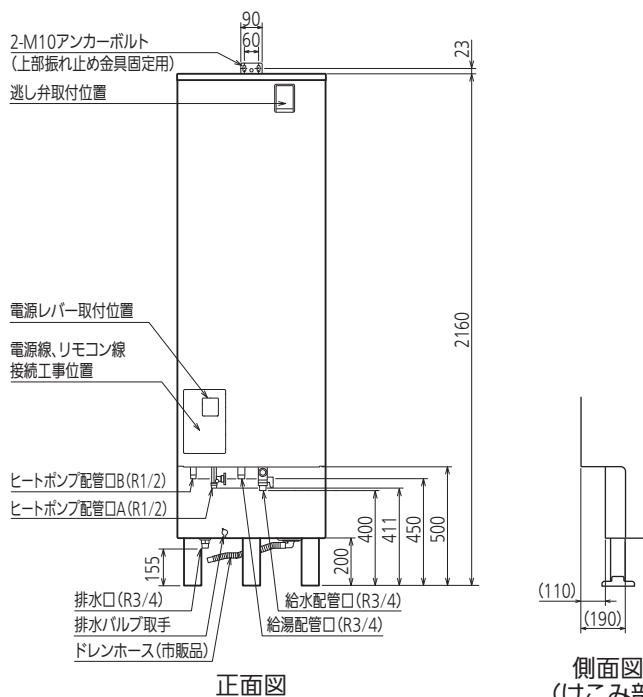 90
60
23
2-M10アンカーボルト
(上部振れ止め金具固定用)
逃し弁取付位置
2160
電源レバー取付位置
電源線、リモコン線
接続工事位置
ヒートポンプ配管口B(R1/2)
ヒートポンプ配管口A(R1/2)
155
200
400
411
450
500
排水口(R3/4)
給水配管口(R3/4)
排水バルブ取手
給湯配管口(R3/4)
ドレンホース(市販品)
正面図
(110)
(190)
側面図
(けこみ部